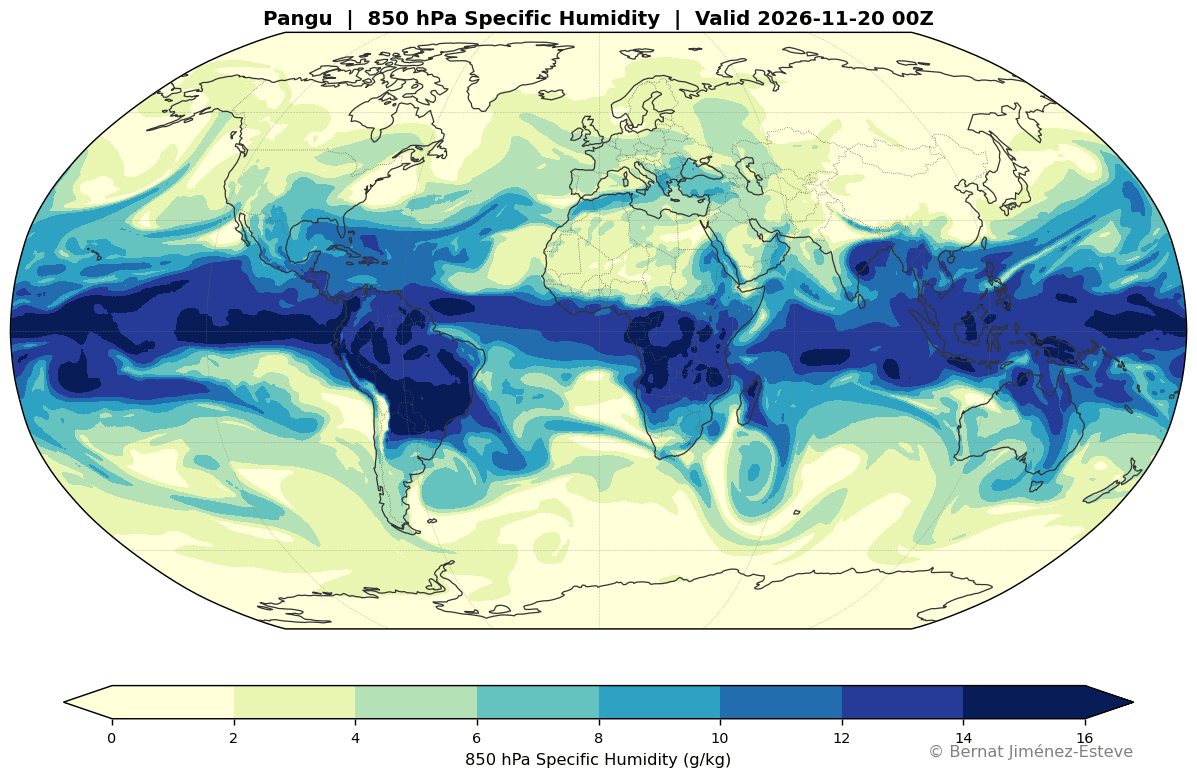 Pangu | 850 hPa Specific Humidity | Valid 2026-11-20 00Z
0 2 4 6 8 10 12 14 16
850 hPa Specific Humidity (g/kg)
© Bernat Jiménez-Esteve